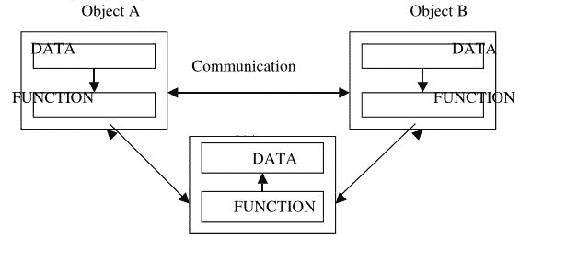 Object A
Object B
DATA
DATA
Communication
FUNCTION
FUNCTION
DATA
FUNCTION